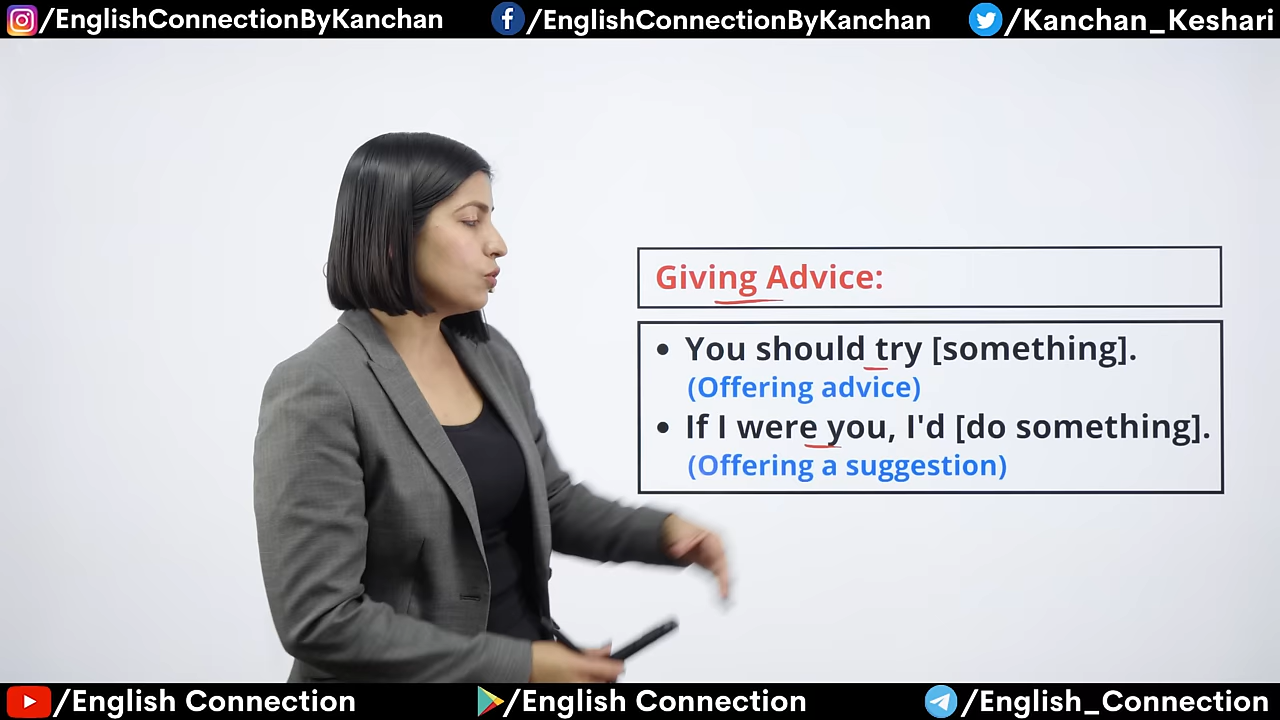 /EnglishConnectionByKanchan
/EnglishConnectionByKanchan
/Kanchan_Keshari
Giving Advice:
• You should try [something].
(Offering advice)
• If I were you, I'd [do something].
(Offering a suggestion)
/English Connection
/English Connection
/English_Connection